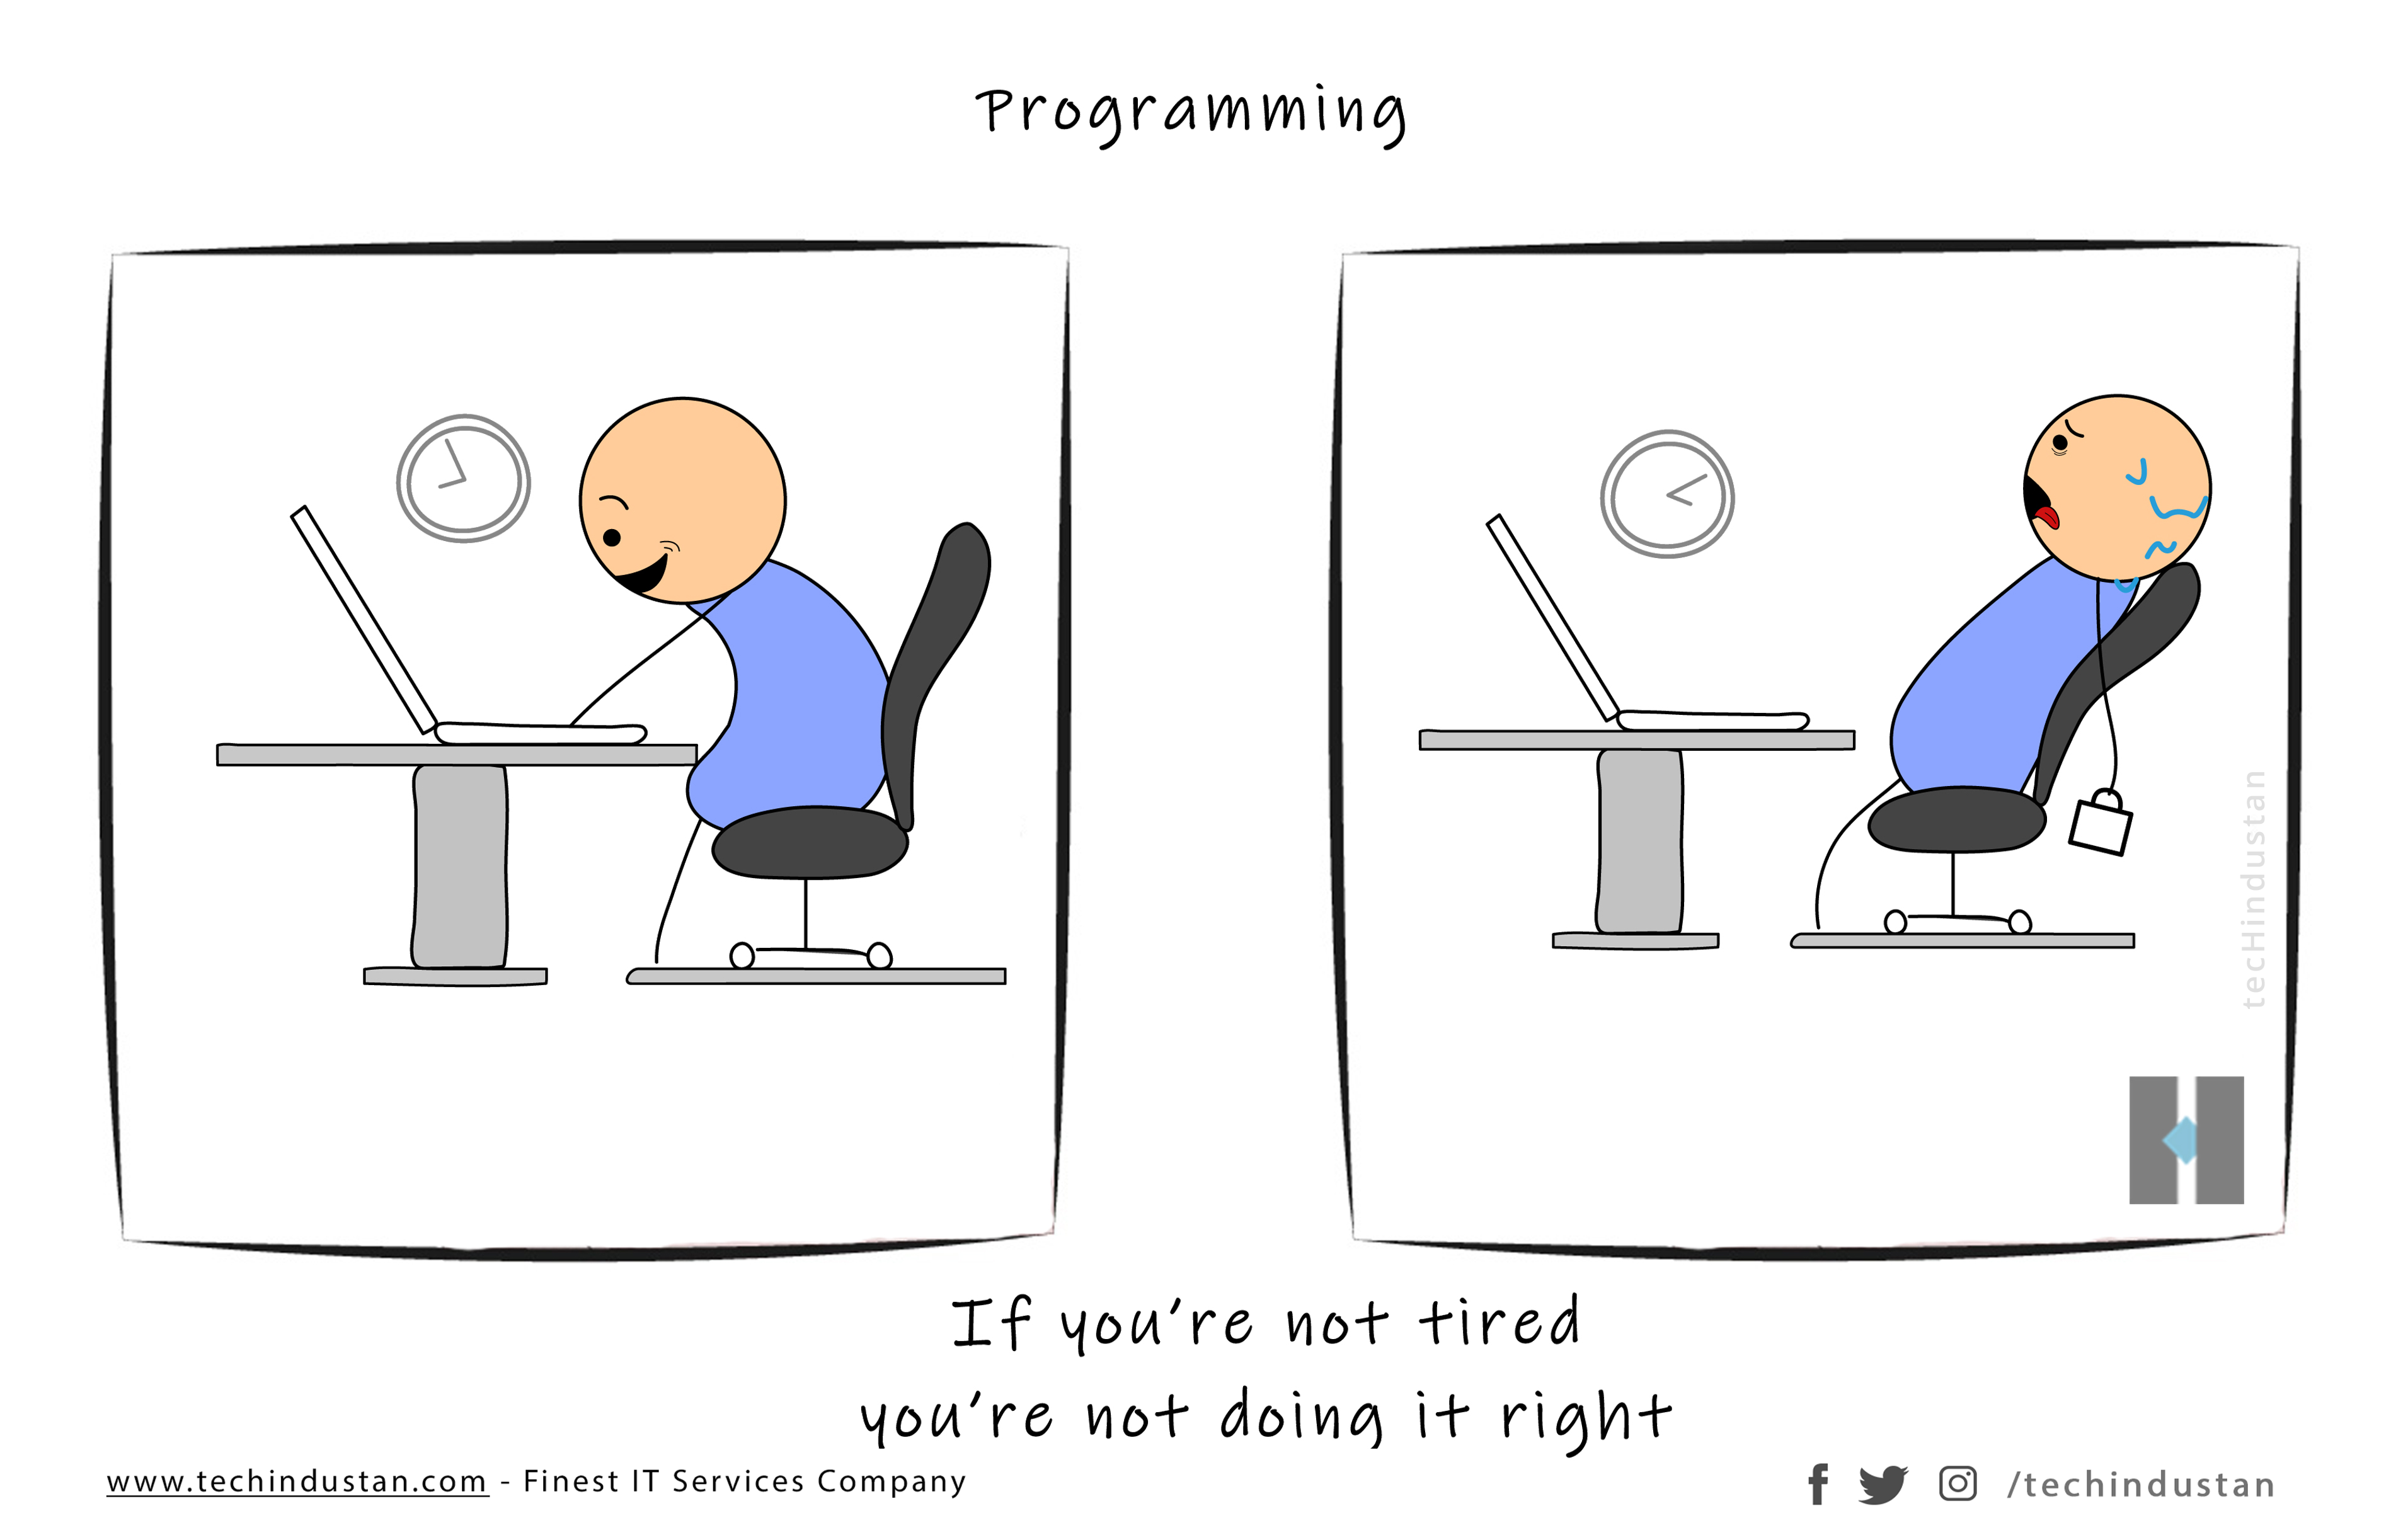 Programming
tecHindustan
If you're not tired
you're not doing it right
www.techindustan.com - Finest IT Services Company
/techindustan